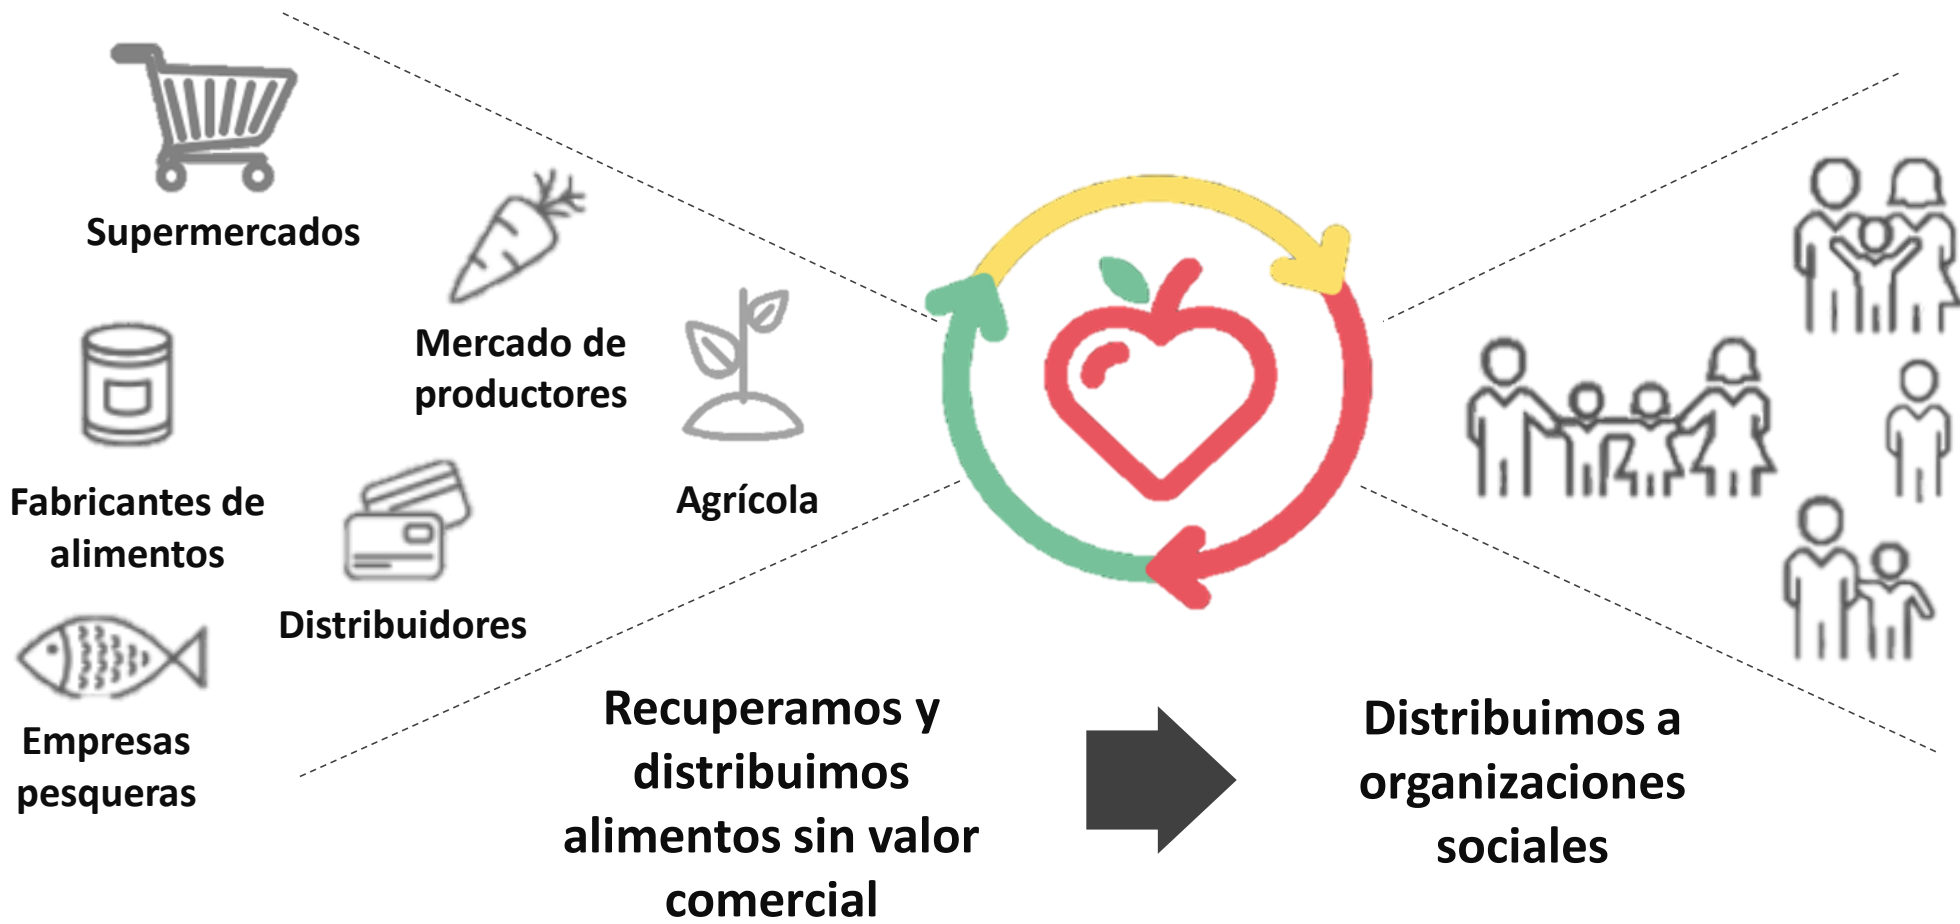 Supermercados
Mercado de
productores
Agrícola
Fabricantes de
alimentos
Distribuidores
Empresas
pesqueras
Recuperamos y
distribuimos
alimentos sin valor
comercial
Distribuimos a
organizaciones
sociales